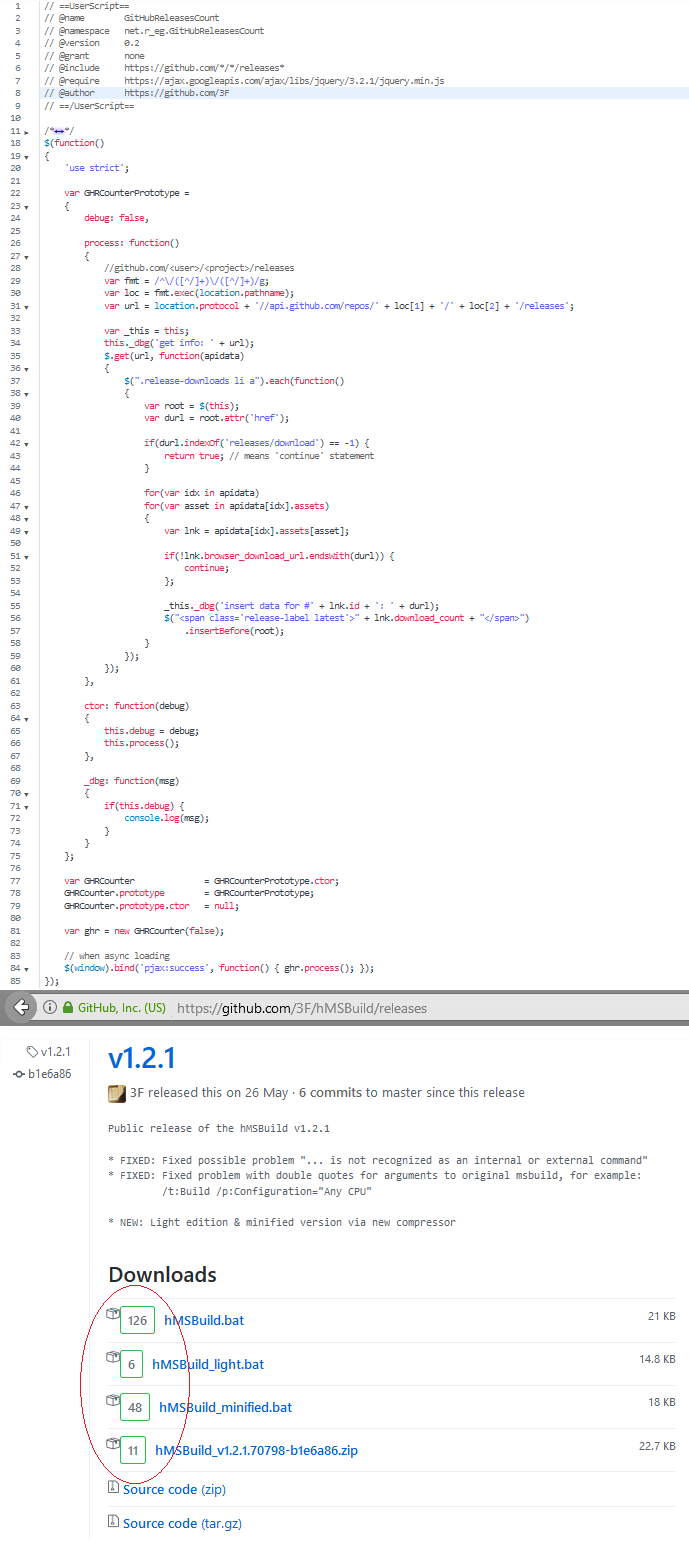 1 // ==UserScript==
2 // @name GitHubReleasesCount
3 // @namespace net.r_eg.GitHubReleasesCount
4 // @version 0.2
5 // @grant none
6 // @include https://github.com/*/*/releases*
7 // @require https://ajax.googleapis.com/ajax/libs/jquery/3.2.1/jquery.min.js
8 // @author https://github.com/3F
9 // ==/UserScript==
10
11 /*↔*/
18 $(function()
19 {
20 'use strict';
21
22 var GHRCounterPrototype =
23 {
24 debug: false,
25
26 process: function()
27 {
28 //github.com/<user>/<project>/releases
29 var fmt = /^\/([^/]+)\/([^/]+)/g;
30 var loc = fmt.exec(location.pathname);
31 var url = location.protocol + '//api.github.com/repos/' + loc[1] + '/' + loc[2] + '/releases';
32
33 var _this = this;
34 this._dbg('get info: ' + url);
35 $.get(url, function(apidata)
36 {
37 $(".release-downloads li a").each(function()
38 {
39 var root = $(this);
40 var durl = root.attr('href');
41
42 if(durl.indexOf('releases/download') == -1) {
43 return true; // means 'continue' statement
44 }
45
46 for(var idx in apidata)
47 for(var asset in apidata[idx].assets)
48 {
49 var lnk = apidata[idx].assets[asset];
50
51 if(!lnk.browser_download_url.endsWith(durl)) {
52 continue;
53 };
54
55 _this._dbg('insert data for #' + lnk.id + ': ' + durl);
56 $("<span class='release-label latest'>" + lnk.download_count + "</span>")
57 .insertBefore(root);
58 }
59 });
60 });
61 },
62
63 ctor: function(debug)
64 {
65 this.debug = debug;
66 this.process();
67 },
68
69 _dbg: function(msg)
70 {
71 if(this.debug) {
72 console.log(msg);
73 }
74 }
75 };
76
77 var GHRCounter = GHRCounterPrototype.ctor;
78 GHRCounter.prototype = GHRCounterPrototype;
79 GHRCounter.prototype.ctor = null;
80
81 var ghr = new GHRCounter(false);
82
83 // when async loading
84 $(window).bind('pjax:success', function() { ghr.process(); });
85 });
GitHub, Inc. (US) https://github.com/3F/hMSBuild/releases
v1.2.1
b1e6a86
v1.2.1
3F released this on 26 May · 6 commits to master since this release
Public release of the hMSBuild v1.2.1
* FIXED: Fixed possible problem "... is not recognized as an internal or external command"
* FIXED: Fixed problem with double quotes for arguments to original msbuild, for example:
/t:Build /p:Configuration="Any CPU"
* NEW: Light edition & minified version via new compressor
Downloads
126 hMSBuild.bat 21 KB
6 hMSBuild_light.bat 14.8 KB
48 hMSBuild_minified.bat 18 KB
11 hMSBuild_v1.2.1.70798-b1e6a86.zip 22.7 KB
Source code (zip)
Source code (tar.gz)